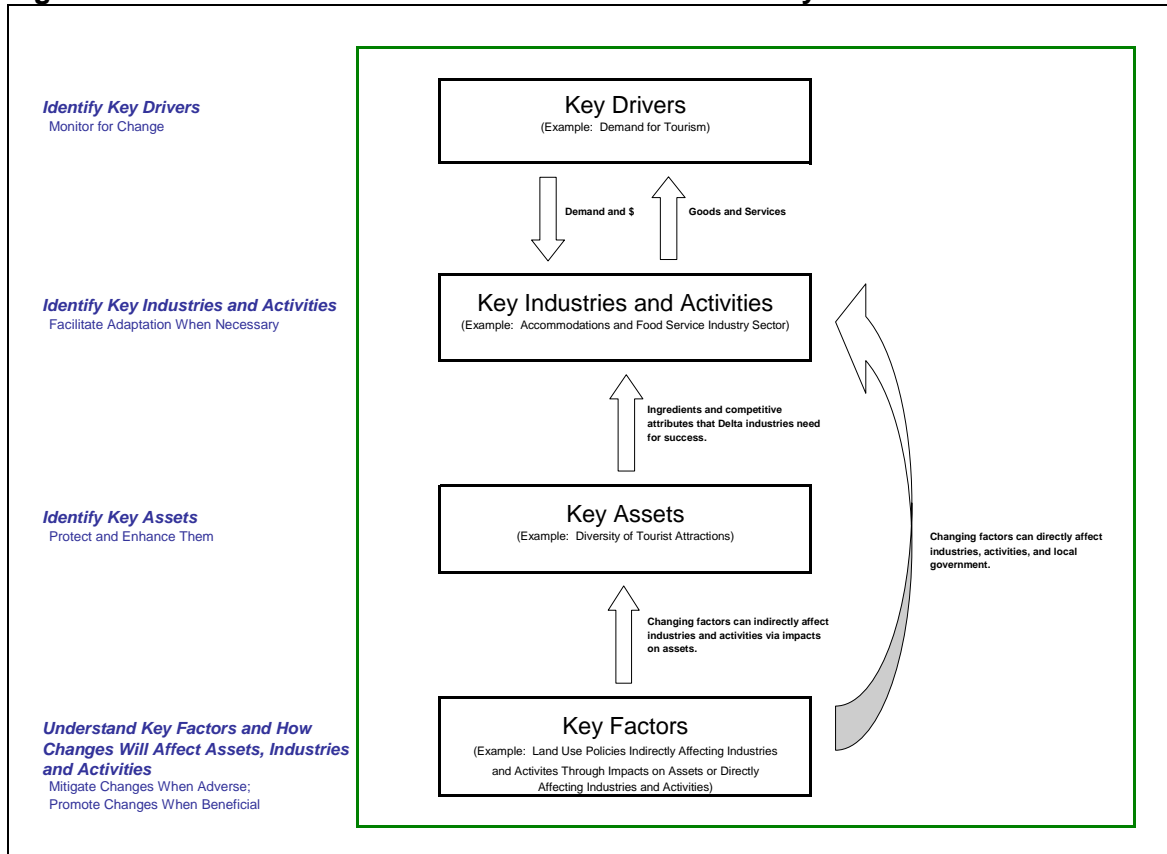 Identify Key Drivers
Monitor for Change
Key Drivers
(Example: Demand for Tourism)
Demand and $
Goods and Services
Identify Key Industries and Activities
Facilitate Adaptation When Necessary
Key Industries and Activities
(Example: Accommodations and Food Service Industry Sector)
Ingredients and competitive
attributes that Delta industries need
for success.
Identify Key Assets
Protect and Enhance Them
Key Assets
(Example: Diversity of Tourist Attractions)
Changing factors can directly affect
industries, activities, and local
government.
Changing factors can indirectly affect
industries and activities via impacts
on assets.
Understand Key Factors and How
Changes Will Affect Assets, Industries
and Activities
Mitigate Changes When Adverse;
Promote Changes When Beneficial
Key Factors
(Example: Land Use Policies Indirectly Affecting Industries
and Activites Through Impacts on Assets or Directly
Affecting Industries and Activities)